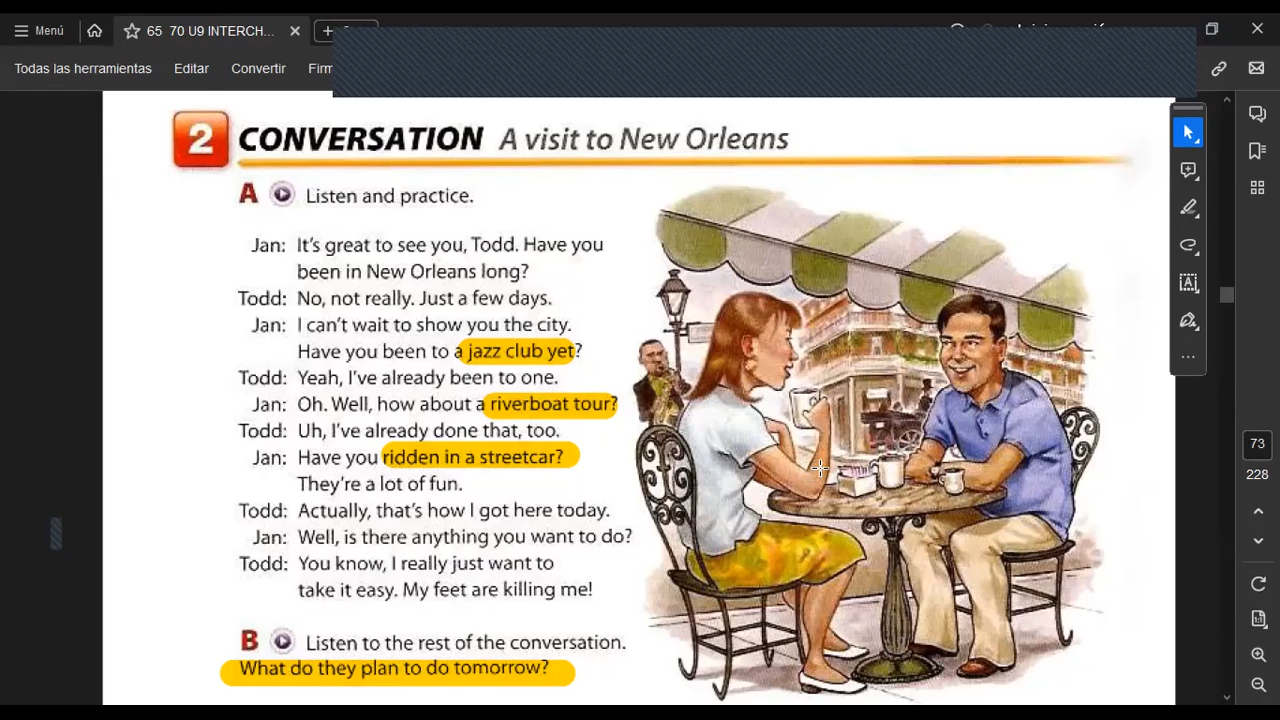 Menú
65 70 U9 INTERCH...
Todas las herramientas
Editar
Convertir
2 CONVERSATION A visit to New Orleans
A Listen and practice.
Jan: It's great to see you, Todd. Have you
been in New Orleans long?
Todd: No, not really. Just a few days.
Jan: I can't wait to show you the city.
Have you been to a jazz club yet?
Todd: Yeah, I've already been to one.
Jan: Oh. Well, how about a riverboat tour?
Todd: Uh, I've already done that, too.
Jan: Have you ridden in a streetcar?
They're a lot of fun.
Todd: Actually, that's how I got here today.
Jan: Well, is there anything you want to do?
Todd: You know, I really just want to
take it easy. My feet are killing me!
B Listen to the rest of the conversation.
What do they plan to do tomorrow?
73
228